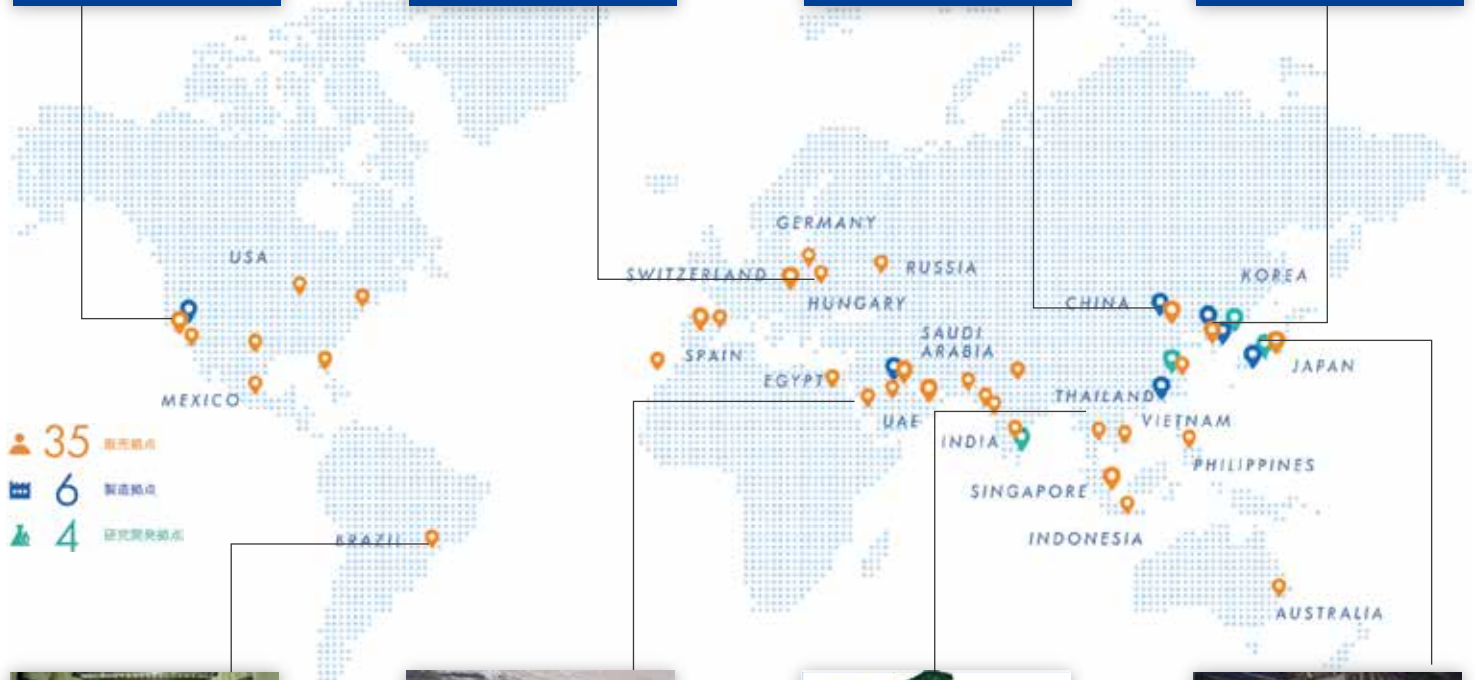 GERMANY
USA
SWITZERLAND
RUSSIA
KOREA
HUNGARY
CHINA
SAUDI
ARABIA
SPAIN
JAPAN
EGYPT
MEXICO
THAILAND
UAE
VIETNAM
INDIA
35 販売拠点
PHILIPPINES
6 製造拠点
SINGAPORE
4 研究開発拠点
BRAZIL
INDONESIA
AUSTRALIA